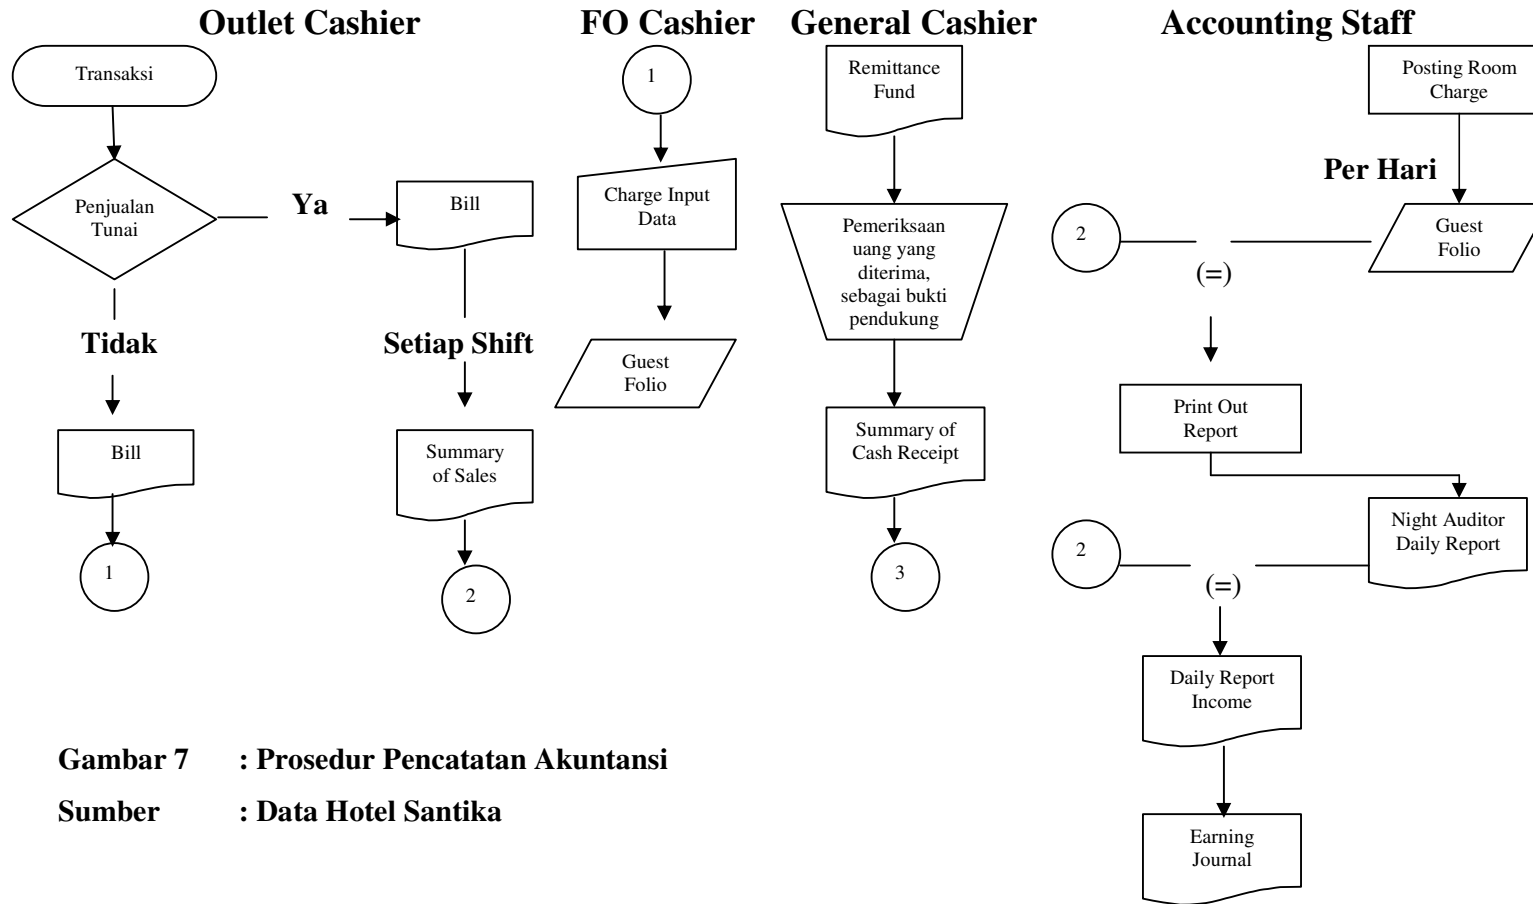 Outlet Cashier
FO Cashier
General Cashier
Accounting Staff
Transaksi
Penjualan
Tunai
Ya
Bill
Tidak
Setiap Shift
Bill
Summary
of Sales
1
2
1
Charge Input
Data
Guest
Folio
Remittance
Fund
Pemeriksaan
uang yang
diterima,
sebagai bukti
pendukung
Summary of
Cash Receipt
3
Posting Room
Charge
Per Hari
2
Guest
Folio
(=)
Print Out
Report
Night Auditor
Daily Report
2
(=)
Daily Report
Income
Earning
Journal
Gambar 7 : Prosedur Pencatatan Akuntansi
Sumber : Data Hotel Santika